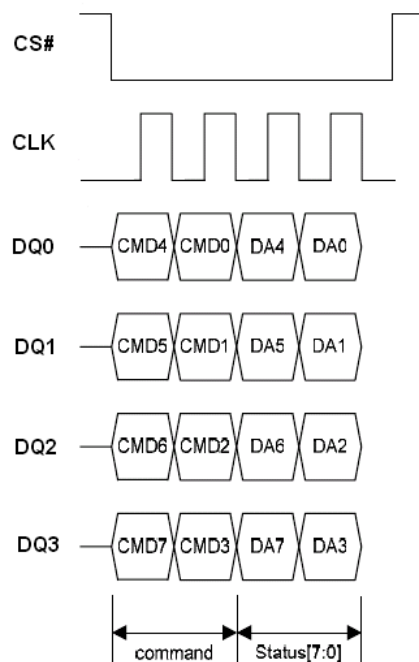 CS#
CLK
DQ0 CMD4 CMD0 DA4 DA0
DQ1 CMD5 CMD1 DA5 DA1
DQ2 CMD6 CMD2 DA6 DA2
DQ3 CMD7 CMD3 DA7 DA3
command Status[7:0]